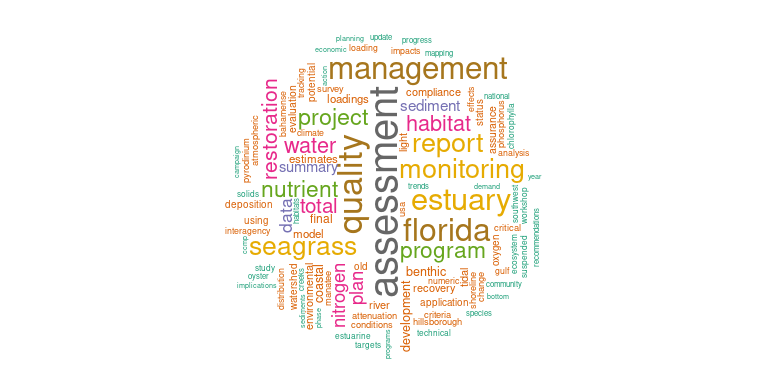 planning
update
progress
economic
loading
impacts
mapping
management
action
tracking
potential
survey
loadings
assessment
compliance
sediment
effects
national
restoration
bahamense
evaluation
project
habitat
status
assurance
phosphorus
chlorophylla
climate
atmospheric
water
quality
light
report
analysis
estimates
summary
campaign
pyrodinium
monitoring
year
nutrient
trends
demand
solids
estuary
southwest
workshop
deposition
data
habitats
total
usa
using
final
florida
critical
interagency
model
recommendations
ccmp
seagrass
program
oxygen
ecosystem
suspended
study
oyster
implications
watershed
creeks
environmental
coastal
manatee
nitrogen
plan
old
benthic
numeric
tidal
gulf
recovery
shoreline
change
community
bottom
distribution
sediments
phase
river
application
attenuation
conditions
development
criteria
hillsborough
species
technical
estuarine
targets
programs